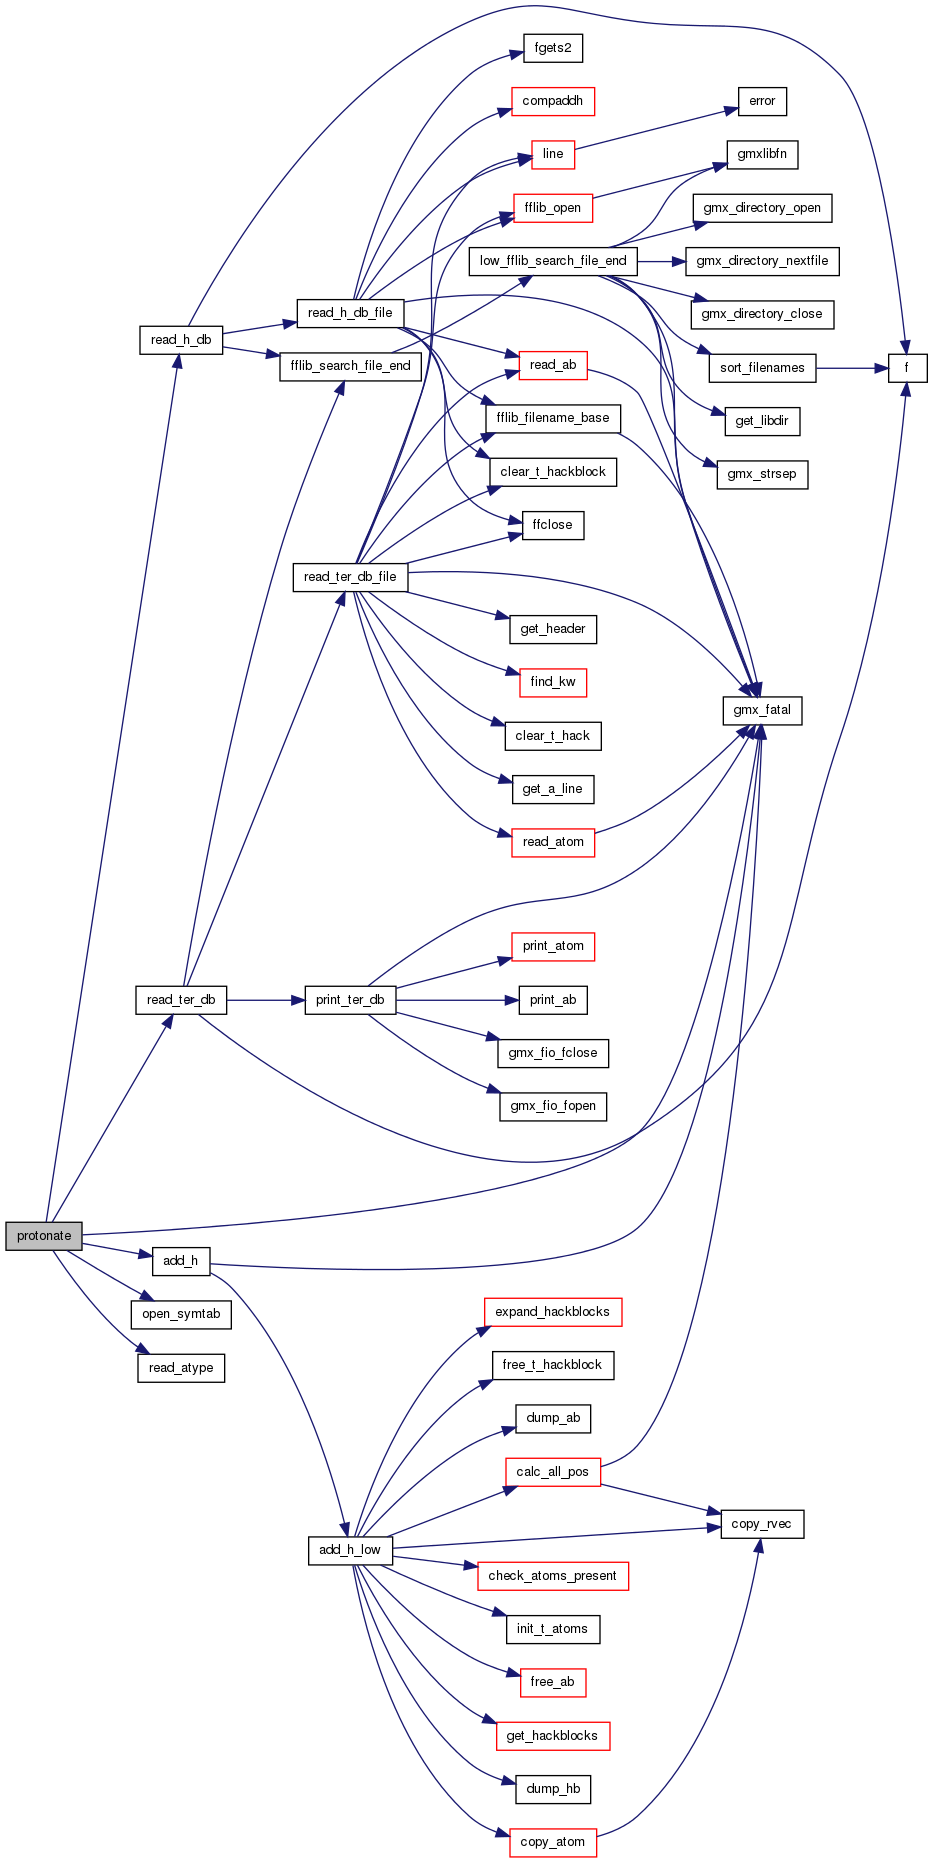 fgets2
compaddh
error
line
gmxlibfn
fflib_open
gmx_directory_open
low_fflib_search_file_end
gmx_directory_nextfile
read_h_db_file
gmx_directory_close
read_h_db
fflib_search_file_end
read_ab
sort_filenames
f
fflib_filename_base
get_libdir
clear_t_hackblock
gmx_strsep
ffclose
read_ter_db_file
get_header
find_kw
gmx_fatal
clear_t_hack
get_a_line
read_atom
print_atom
read_ter_db
print_ter_db
print_ab
gmx_fio_fclose
gmx_fio_fopen
protonate
add_h
open_symtab
expand_hackblocks
read_atype
free_t_hackblock
dump_ab
calc_all_pos
copy_rvec
add_h_low
check_atoms_present
init_t_atoms
free_ab
get_hackblocks
dump_hb
copy_atom